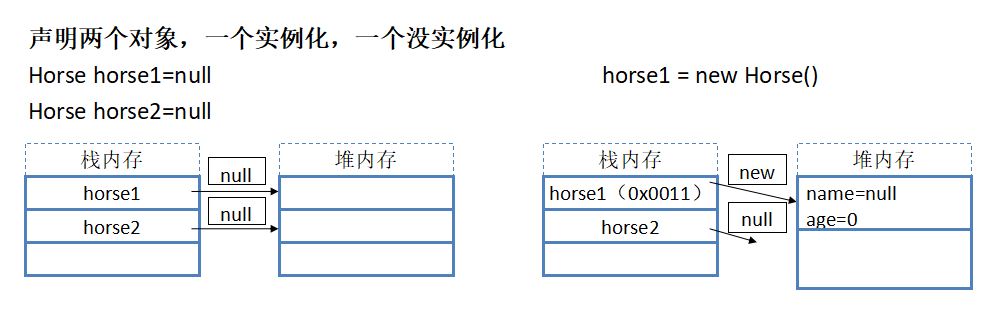 声明两个对象，一个实例化，一个没实例化
Horse horse1=null
Horse horse2=null
horse1 = new Horse()
栈内存
堆内存
null
horse1
null
horse2
栈内存
堆内存
new
horse1（0x0011）
name=null
age=0
null
horse2